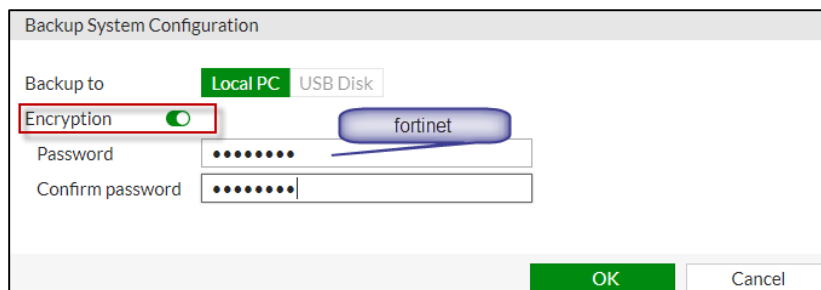 Backup System Configuration
Backup to Local PC USB Disk
Encryption
fortinet
Password ••••••••
Confirm password ••••••••
OK Cancel